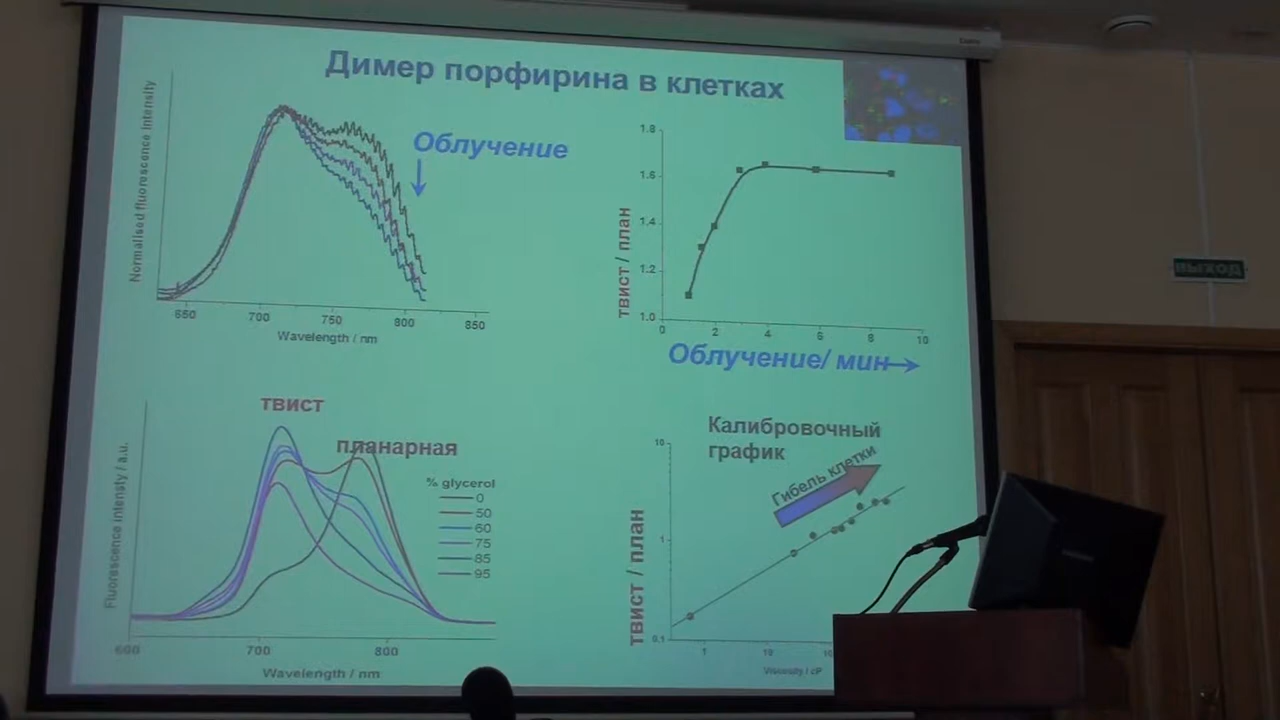 Димер порфирина в клетках
Normalised fluorescence intensity
Облучение
650
700
750
800
850
Wavelength / nm
твист / план
1.8
1.6
1.4
1.2
1.0
0
2
4
6
8
10
Облучение/ мин
ВЫХОД
Fluorescence intensty / a.u.
твист
планарная
% glycerol
0
50
60
75
85
95
600
700
800
Wavelength / nm
Калибровочный
график
Гибель клетки
твист / план
10
1
0.1
1
10
Viscosity / cP